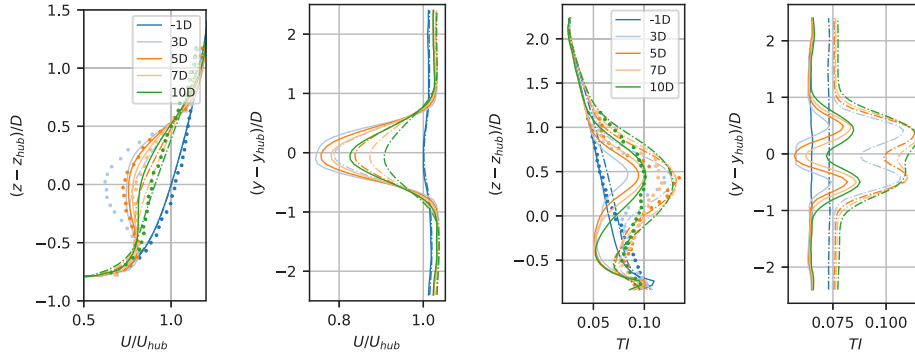 1.5
1.0
0.5
0.0
−0.5
−1.0
(z − z_hub)/D
0.5
1.0
U/U_hub
-1D
3D
5D
7D
10D
2
1
0
−1
−2
(y − y_hub)/D
0.8
1.0
U/U_hub
2.0
1.5
1.0
0.5
0.0
−0.5
(z − z_hub)/D
0.05
0.10
TI
-1D
3D
5D
7D
10D
2
1
0
−1
−2
(y − y_hub)/D
0.075
0.100
TI